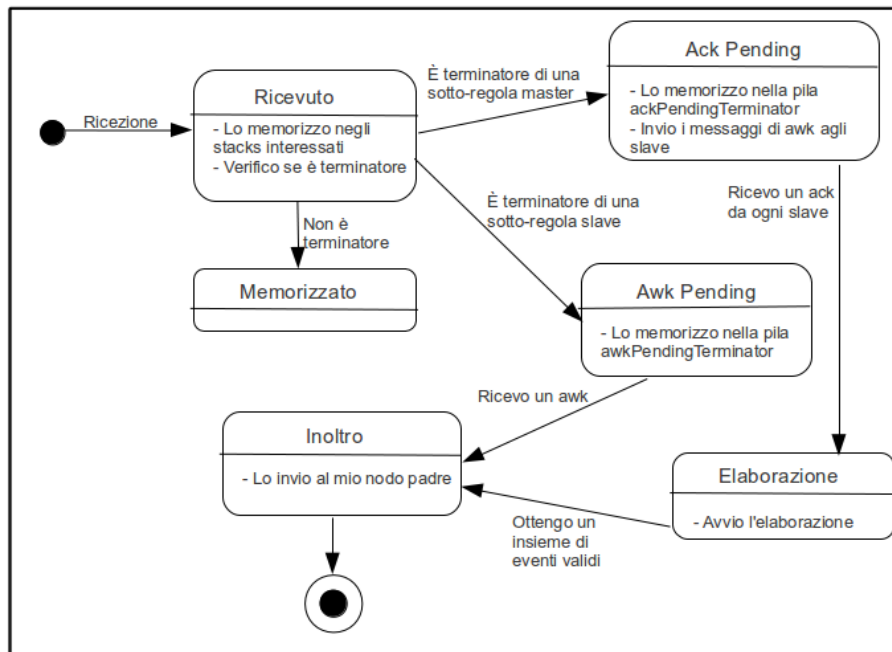 Ricezione
Ricevuto
- Lo memorizzo negli
stacks interessati
- Verifico se è terminatore
È terminatore di una
sotto-regola master
Ack Pending
- Lo memorizzo nella pila
ackPendingTerminator
- Invio i messaggi di awk agli
slave
Non è
terminatore
È terminatore di una
sotto-regola slave
Ricevo un ack
da ogni slave
Memorizzato
Awk Pending
- Lo memorizzo nella pila
awkPendingTerminator
Ricevo un awk
Inoltro
- Lo invio al mio nodo padre
Elaborazione
- Avvio l'elaborazione
Ottengo un
insieme di
eventi validi